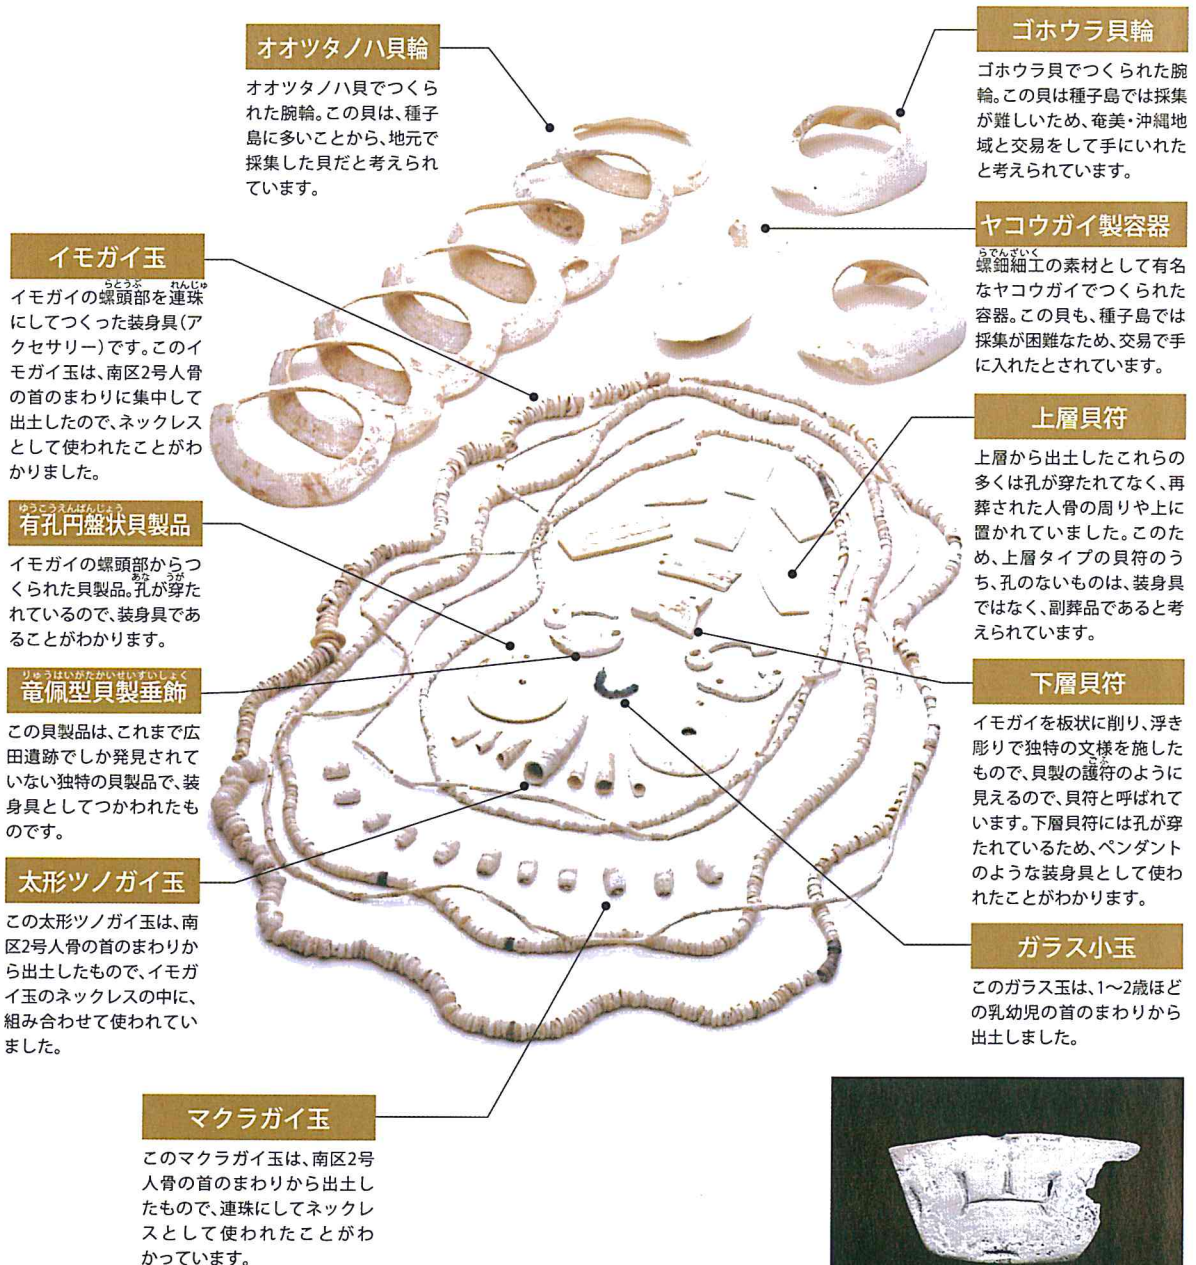 オオツタノハ貝輪
オオツタノハ貝でつくら
れた腕輪。この貝は、種子
島に多いことから、地元で
採集した貝だと考えられ
ています。
ゴホウラ貝輪
ゴホウラ貝でつくられた腕
輪。この貝は種子島では採集
が難しいため、奄美・沖縄地
域と交易をして手にいれた
と考えられています。
イモガイ玉
らとうぶ れんじゅ
イモガイの螺頭部を連珠
にしてつくった装身具(ア
クセサリー)です。このイ
モガイ玉は、南区2号人骨
の首のまわりに集中して
出土したので、ネックレス
として使われたことがわ
かりました。
ヤコウガイ製容器
らでんざいく
螺鈿細工の素材として有名
なヤコウガイでつくられた
容器。この貝も、種子島では
採集が困難なため、交易で手
に入れたとされています。
ゆうこうえんばんじょう
有孔円盤状貝製品
イモガイの螺頭部からつ
あな うが
くられた貝製品。孔が穿た
れているので、装身具であ
ることがわかります。
上層貝符
上層から出土したこれらの
多くは孔が穿たれてなく、再
葬された人骨の周りや上に
置かれていました。このた
め、上層タイプの貝符のう
ち、孔のないものは、装身具
ではなく、副葬品であると考
えられています。
りゅうはいがたかいせいすいしょく
竜佩型貝製垂飾
この貝製品は、これまで広
田遺跡でしか発見されて
いない独特の貝製品で、装
身具としてつかわれたも
のです。
下層貝符
イモガイを板状に削り、浮き
彫りで独特の文様を施した
ごふ
もので、貝製の護符のように
見えるので、貝符と呼ばれて
います。下層貝符には孔が穿
たれているため、ペンダント
のような装身具として使わ
れたことがわかります。
太形ツノガイ玉
この太形ツノガイ玉は、南
区2号人骨の首のまわりか
ら出土したもので、イモガ
イ玉のネックレスの中に、
組み合わせて使われてい
ました。
ガラス小玉
このガラス玉は、1〜2歳ほど
の乳幼児の首のまわりから
出土しました。
マクラガイ玉
このマクラガイ玉は、南区2号
人骨の首のまわりから出土し
たもので、連珠にしてネックレ
スとして使われたことがわ
かっています。